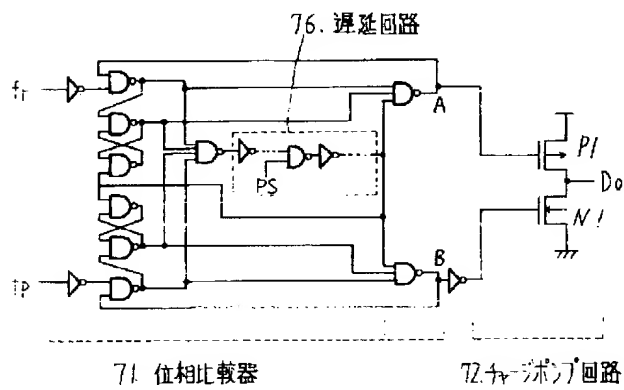 76. 遅延回路
fr
A
P1
PS
Do
N1
B
fp
71. 位相比較器
72. チャージポンプ回路